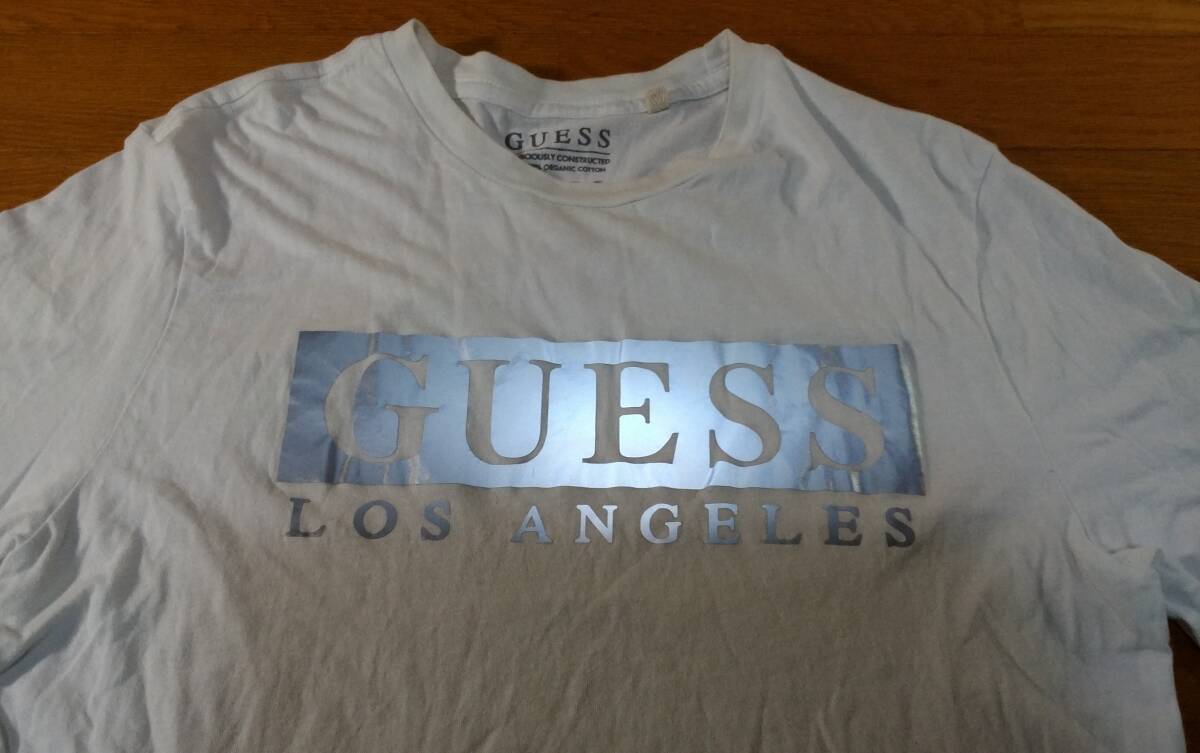 GUESS
CONSTRUCTED
ORGANIC COTTON
GUESS
LOS ANGELES